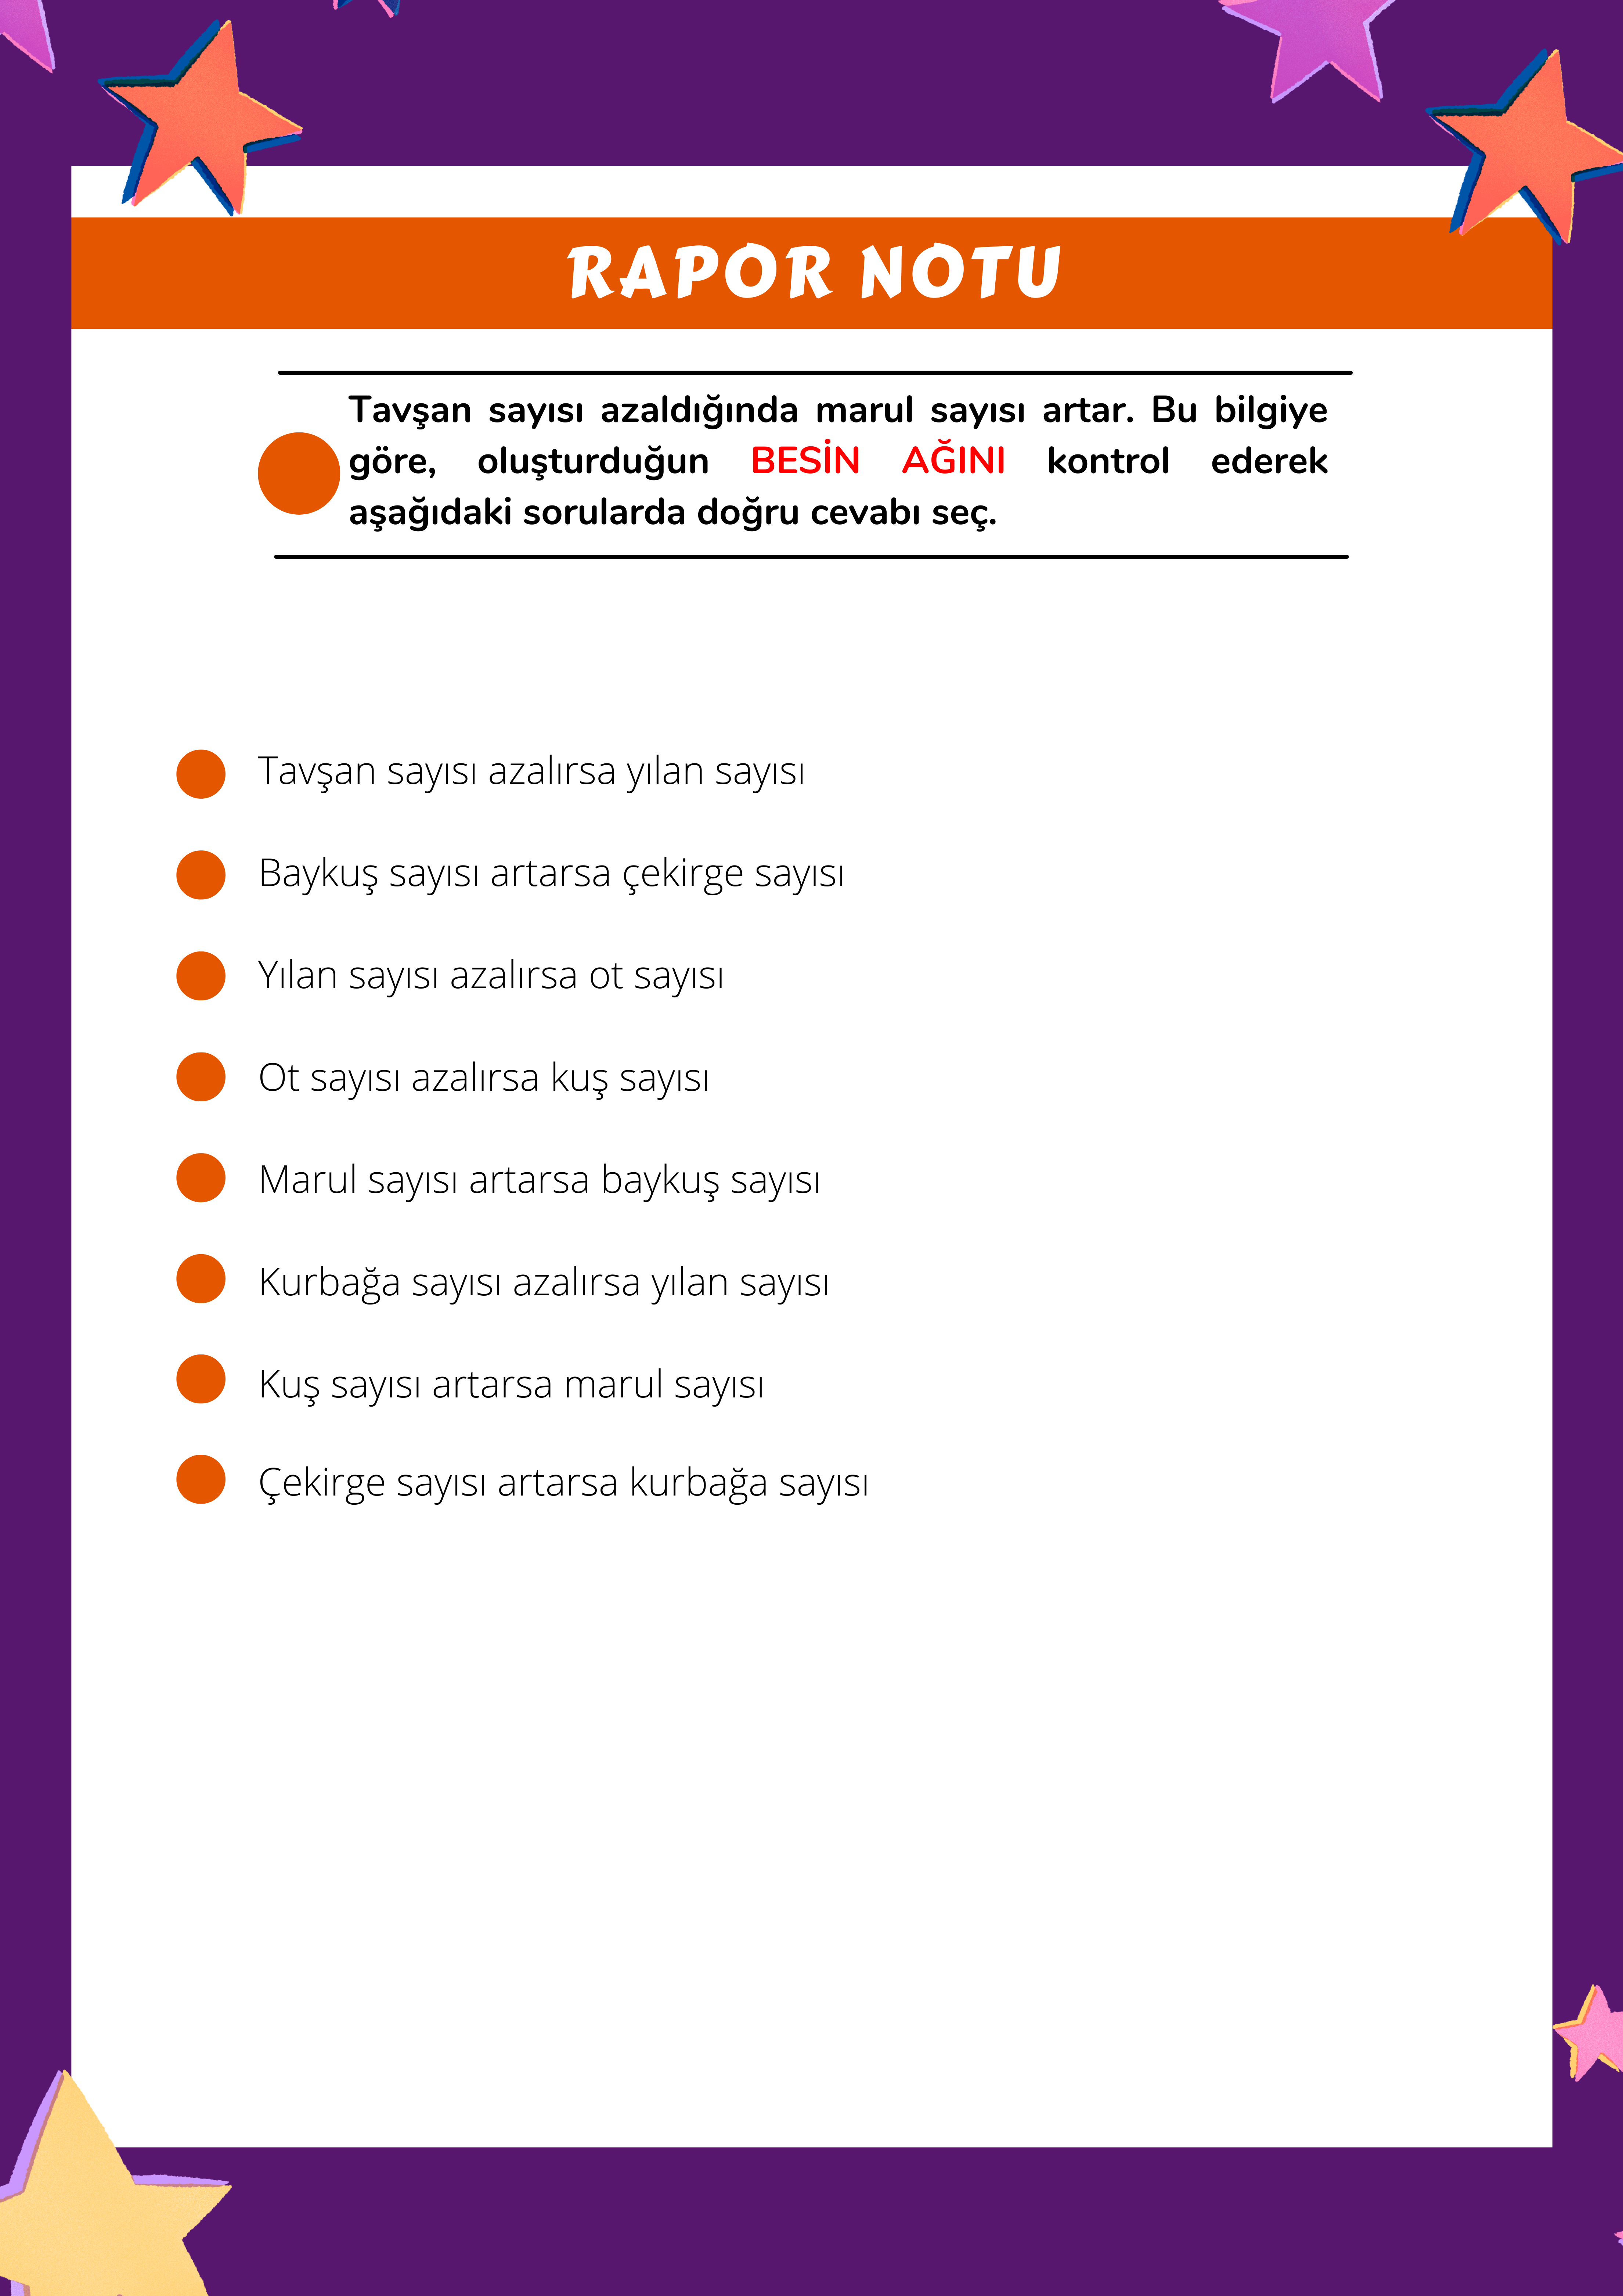 RAPOR NOTU
Tavşan sayısı azaldığında marul sayısı artar. Bu bilgiye
göre, oluşturduğun BESİN AĞINI kontrol ederek
aşağıdaki sorularda doğru cevabı seç.
Tavşan sayısı azalırsa yılan sayısı
Baykuş sayısı artarsa çekirge sayısı
Yılan sayısı azalırsa ot sayısı
Ot sayısı azalırsa kuş sayısı
Marul sayısı artarsa baykuş sayısı
Kurbağa sayısı azalırsa yılan sayısı
Kuş sayısı artarsa marul sayısı
Çekirge sayısı artarsa kurbağa sayısı